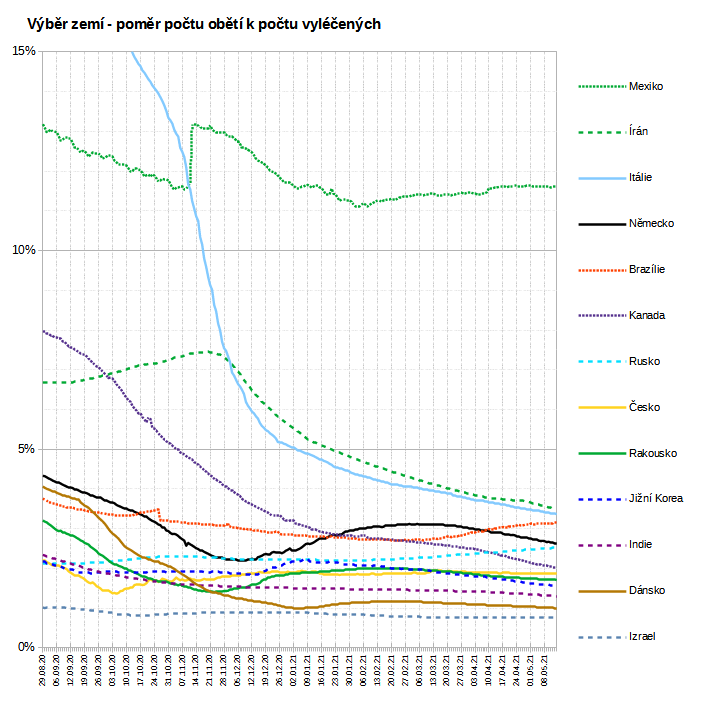 Výběr zemí - poměr počtu obětí k počtu vyléčených
15%
10%
5%
0%
29.08.20
05.09.20
12.09.20
19.09.20
26.09.20
03.10.20
10.10.20
17.10.20
24.10.20
31.10.20
07.11.20
14.11.20
21.11.20
28.11.20
05.12.20
12.12.20
19.12.20
26.12.20
02.01.21
09.01.21
16.01.21
23.01.21
30.01.21
06.02.21
13.02.21
20.02.21
27.02.21
06.03.21
13.03.21
20.03.21
27.03.21
03.04.21
10.04.21
17.04.21
24.04.21
01.05.21
08.05.21
Mexiko
Írán
Itálie
Německo
Brazílie
Kanada
Rusko
Česko
Rakousko
Jižní Korea
Indie
Dánsko
Izrael